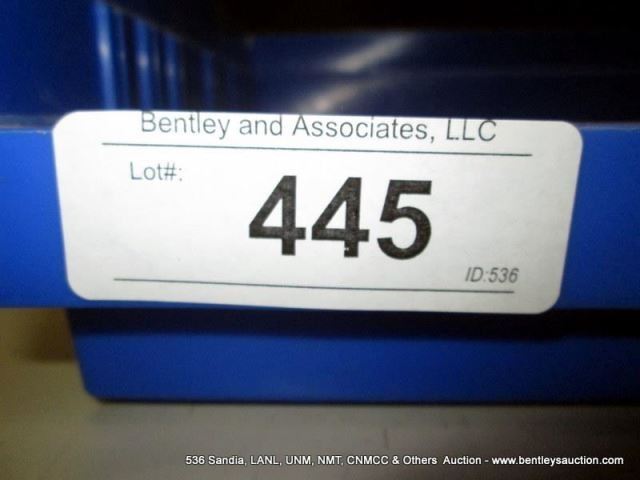 Bentley and Associates, LLC
Lot#:
445
ID:536
536 Sandia, LANL, UNM, NMT, CNMCC & Others Auction - www.bentleysauction.com